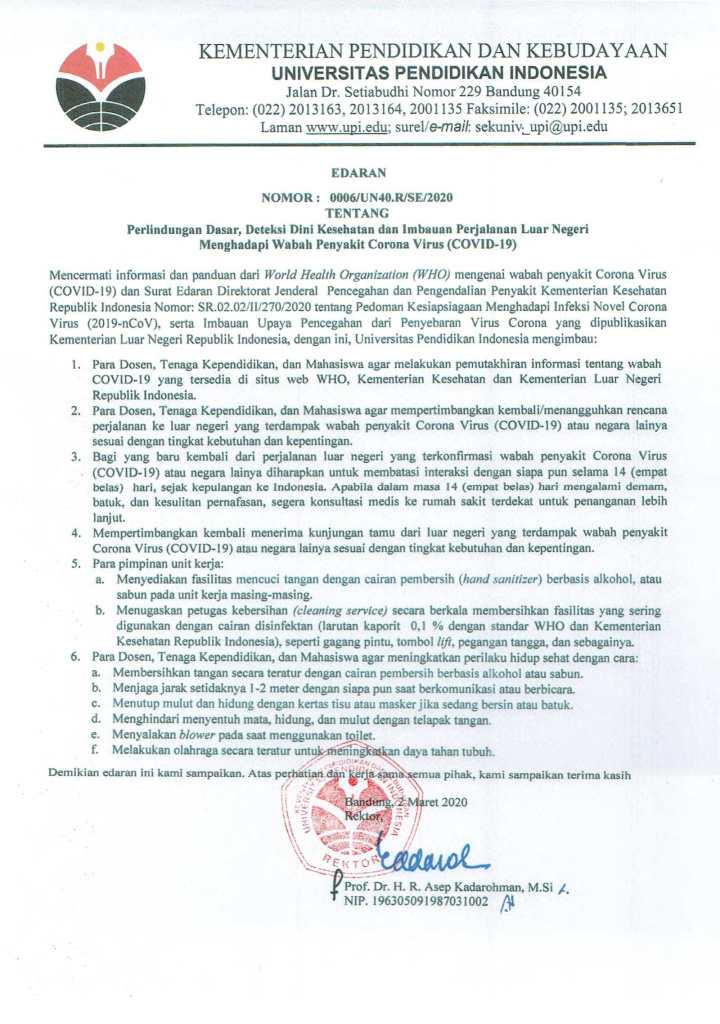 KEMENTERIAN PENDIDIKAN DAN KEBUDAYAAN
UNIVERSITAS PENDIDIKAN INDONESIA
Jalan Dr. Setiabudhi Nomor 229 Bandung 40154
Telepon: (022) 2013163, 2013164, 2001135 Faksimile: (022) 2001135; 2013651
Laman www.upi.edu; surel/e-mail: sekuniv_upi@upi.edu
EDARAN
NOMOR : 0006/UN40.R/SE/2020
TENTANG
Perlindungan Dasar, Deteksi Dini Kesehatan dan Imbauan Perjalanan Luar Negeri
Menghadapi Wabah Penyakit Corona Virus (COVID-19)
Mencermati informasi dan panduan dari World Health Organization (WHO) mengenai wabah penyakit Corona Virus
(COVID-19) dan Surat Edaran Direktorat Jenderal Pencegahan dan Pengendalian Penyakit Kementerian Kesehatan
Republik Indonesia Nomor: SR.02.02/II/270/2020 tentang Pedoman Kesiapsiagaan Menghadapi Infeksi Novel Corona
Virus (2019-nCoV), serta Imbauan Upaya Pencegahan dari Penyebaran Virus Corona yang dipublikasikan
Kementerian Luar Negeri Republik Indonesia, dengan ini, Universitas Pendidikan Indonesia mengimbau:
1. Para Dosen, Tenaga Kependidikan, dan Mahasiswa agar melakukan pemutakhiran informasi tentang wabah
COVID-19 yang tersedia di situs web WHO, Kementerian Kesehatan dan Kementerian Luar Negeri
Republik Indonesia.
2. Para Dosen, Tenaga Kependidikan, dan Mahasiswa agar mempertimbangkan kembali/menangguhkan rencana
perjalanan ke luar negeri yang terdampak wabah penyakit Corona Virus (COVID-19) atau negara lainya
sesuai dengan tingkat kebutuhan dan kepentingan.
3. Bagi yang baru kembali dari perjalanan luar negeri yang terkonfirmasi wabah penyakit Corona Virus
(COVID-19) atau negara lainya diharapkan untuk membatasi interaksi dengan siapa pun selama 14 (empat
belas) hari, sejak kepulangan ke Indonesia. Apabila dalam masa 14 (empat belas) hari mengalami demam,
batuk, dan kesulitan pernafasan, segera konsultasi medis ke rumah sakit terdekat untuk penanganan lebih
lanjut.
4. Mempertimbangkan kembali menerima kunjungan tamu dari luar negeri yang terdampak wabah penyakit
Corona Virus (COVID-19) atau negara lainya sesuai dengan tingkat kebutuhan dan kepentingan.
5. Para pimpinan unit kerja:
a. Menyediakan fasilitas mencuci tangan dengan cairan pembersih (hand sanitizer) berbasis alkohol, atau
sabun pada unit kerja masing-masing.
b. Menugaskan petugas kebersihan (cleaning service) secara berkala membersihkan fasilitas yang sering
digunakan dengan cairan disinfektan (larutan kaporit 0,1 % dengan standar WHO dan Kementerian
Kesehatan Republik Indonesia), seperti gagang pintu, tombol lift, pegangan tangga, dan sebagainya.
6. Para Dosen, Tenaga Kependidikan, dan Mahasiswa agar meningkatkan perilaku hidup sehat dengan cara:
a. Membersihkan tangan secara teratur dengan cairan pembersih berbasis alkohol atau sabun.
b. Menjaga jarak setidaknya 1-2 meter dengan siapa pun saat berkomunikasi atau berbicara.
c. Menutup mulut dan hidung dengan kertas tisu atau masker jika sedang bersin atau batuk.
d. Menghindari menyentuh mata, hidung, dan mulut dengan telapak tangan.
e. Menyalakan blower pada saat menggunakan toilet.
f. Melakukan olahraga secara teratur untuk meningkatkan daya tahan tubuh.
Demikian edaran ini kami sampaikan. Atas perhatian dan kerja sama semua pihak, kami sampaikan terima kasih
Bandung, 2 Maret 2020
Rektor,
UNIVERSITAS PENDIDIKAN INDONESIA
REKTOR
Prof. Dr. H. R. Asep Kadarohman, M.Si
NIP. 196305091987031002